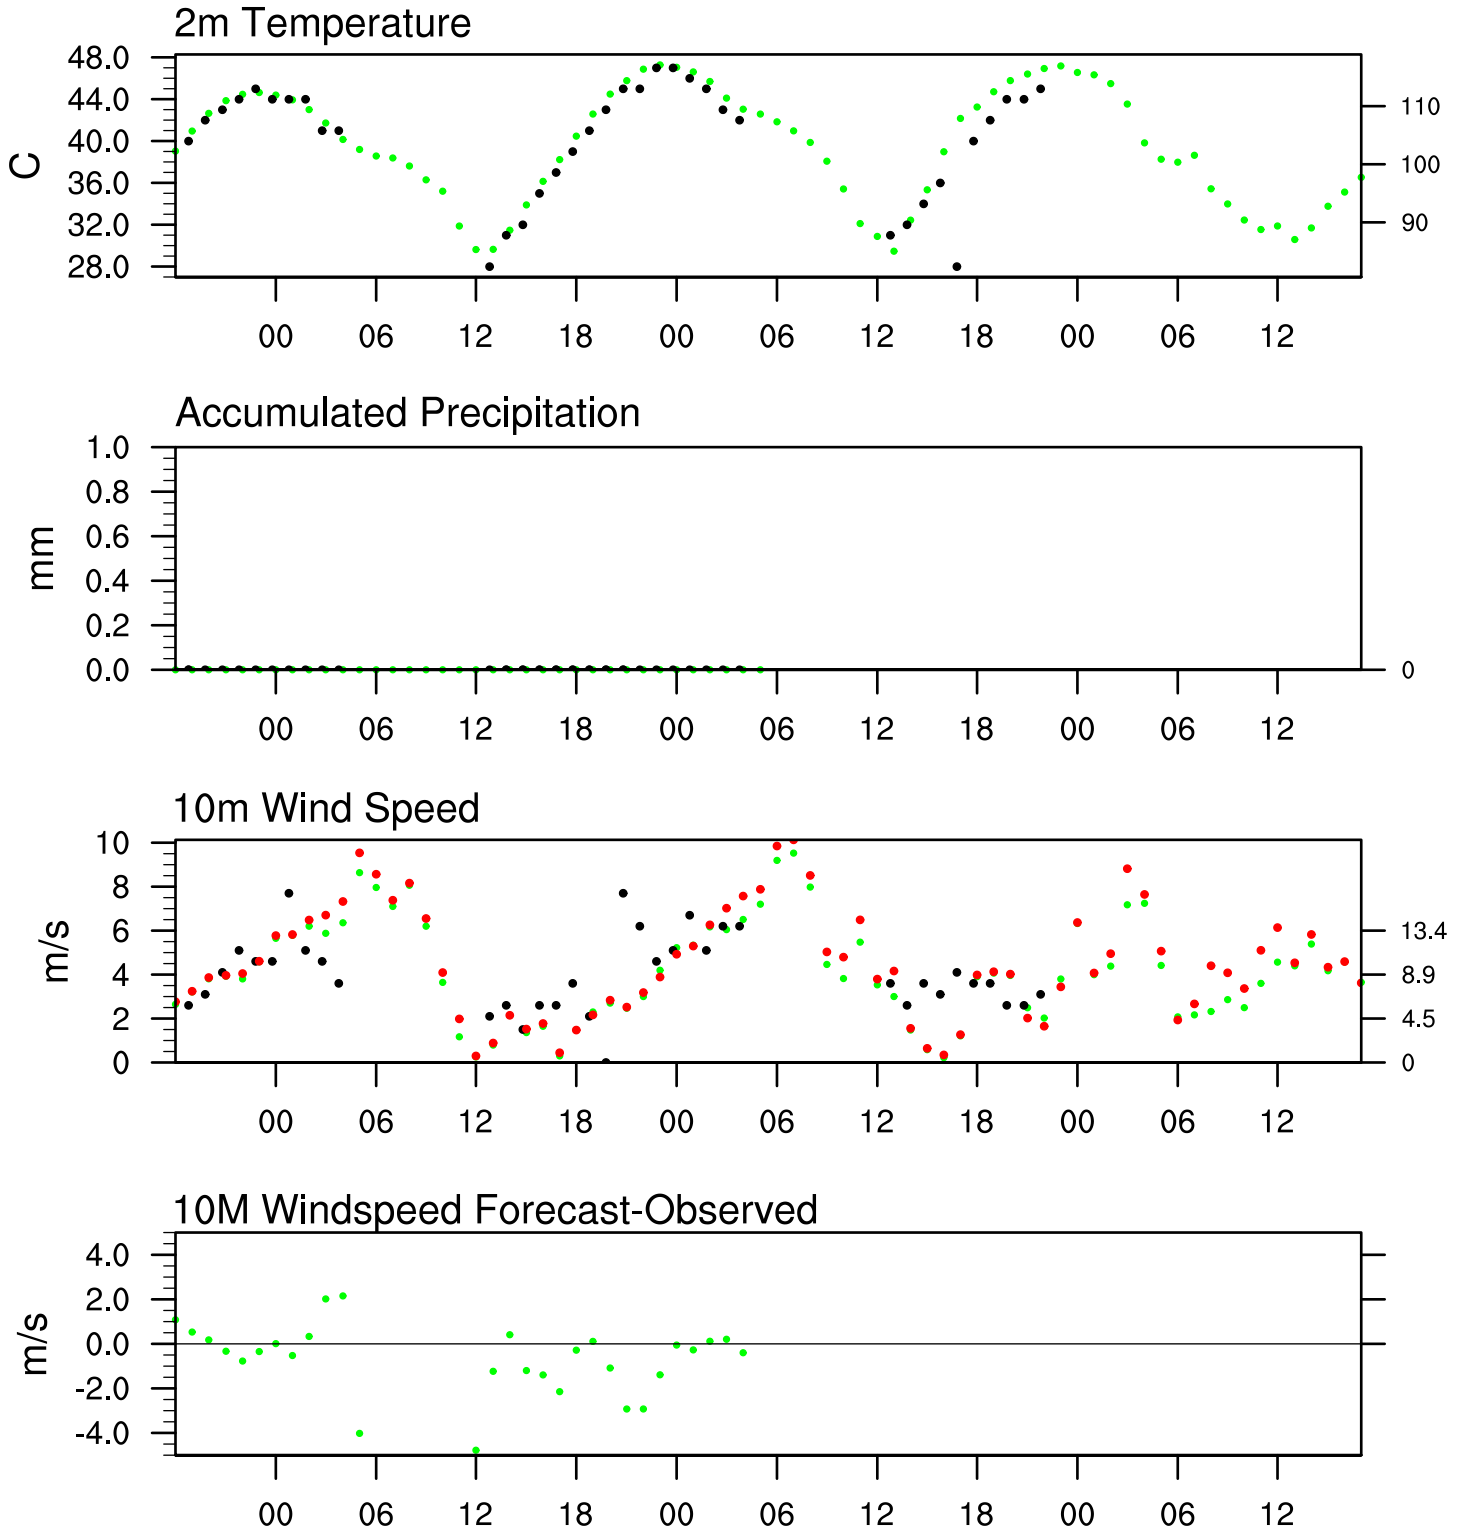 2m Temperature
48.0
44.0
40.0
36.0
32.0
28.0
C
110
100
90
00 06 12 18 00 06 12 18 00 06 12
Accumulated Precipitation
1.0
0.8
0.6
0.4
0.2
0.0
mm
0
00 06 12 18 00 06 12 18 00 06 12
10m Wind Speed
10
8
6
4
2
0
m/s
13.4
8.9
4.5
0
00 06 12 18 00 06 12 18 00 06 12
10M Windspeed Forecast-Observed
4.0
2.0
0.0
-2.0
-4.0
m/s
00 06 12 18 00 06 12 18 00 06 12